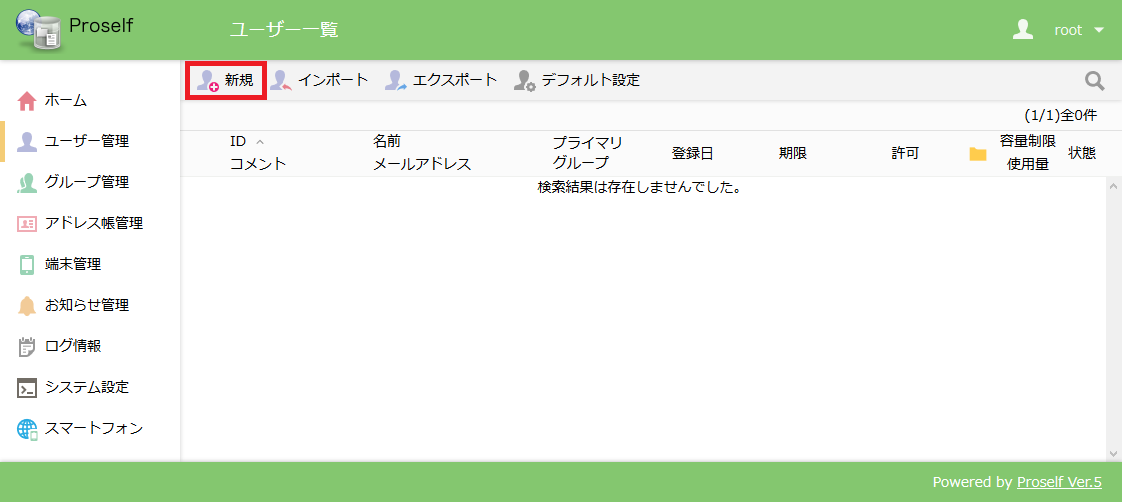 Proself
ユーザー一覧
root
新規 インポート エクスポート デフォルト設定
(1/1)全0件
ホーム
ユーザー管理
グループ管理
アドレス帳管理
端末管理
お知らせ管理
ログ情報
システム設定
スマートフォン
ID 名前 プライマリ グループ 登録日 期限 許可 容量制限 状態
コメント メールアドレス 使用量
検索結果は存在しませんでした。
Powered by Proself Ver.5